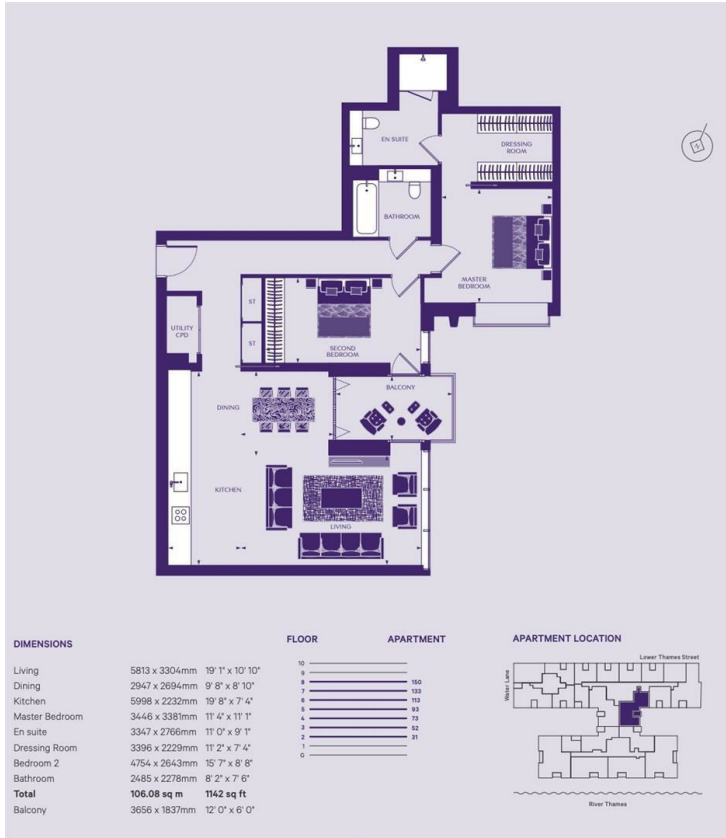 EN SUITE
DRESSING
ROOM
BATHROOM
MASTER
BEDROOM
ST
UTILITY
CPD
ST
SECOND
BEDROOM
BALCONY
DINING
KITCHEN
LIVING
DIMENSIONS
Living 5813 x 3304mm 19' 1" x 10' 10"
Dining 2947 x 2694mm 9' 8" x 8' 10"
Kitchen 5998 x 2232mm 19' 8" x 7' 4"
Master Bedroom 3446 x 3381mm 11' 4" x 11' 1"
En suite 3347 x 2766mm 11' 0" x 9' 1"
Dressing Room 3396 x 2229mm 11' 2" x 7' 4"
Bedroom 2 4754 x 2643mm 15' 7" x 8' 8"
Bathroom 2485 x 2278mm 8' 2" x 7' 6"
Total 106.08 sq m 1142 sq ft
Balcony 3656 x 1837mm 12' 0" x 6' 0"
FLOOR APARTMENT
10
9
8 150
7 133
6 113
5 93
4 73
3 52
2 31
1
G
APARTMENT LOCATION
Lower Thames Street
Water Lane
River Thames